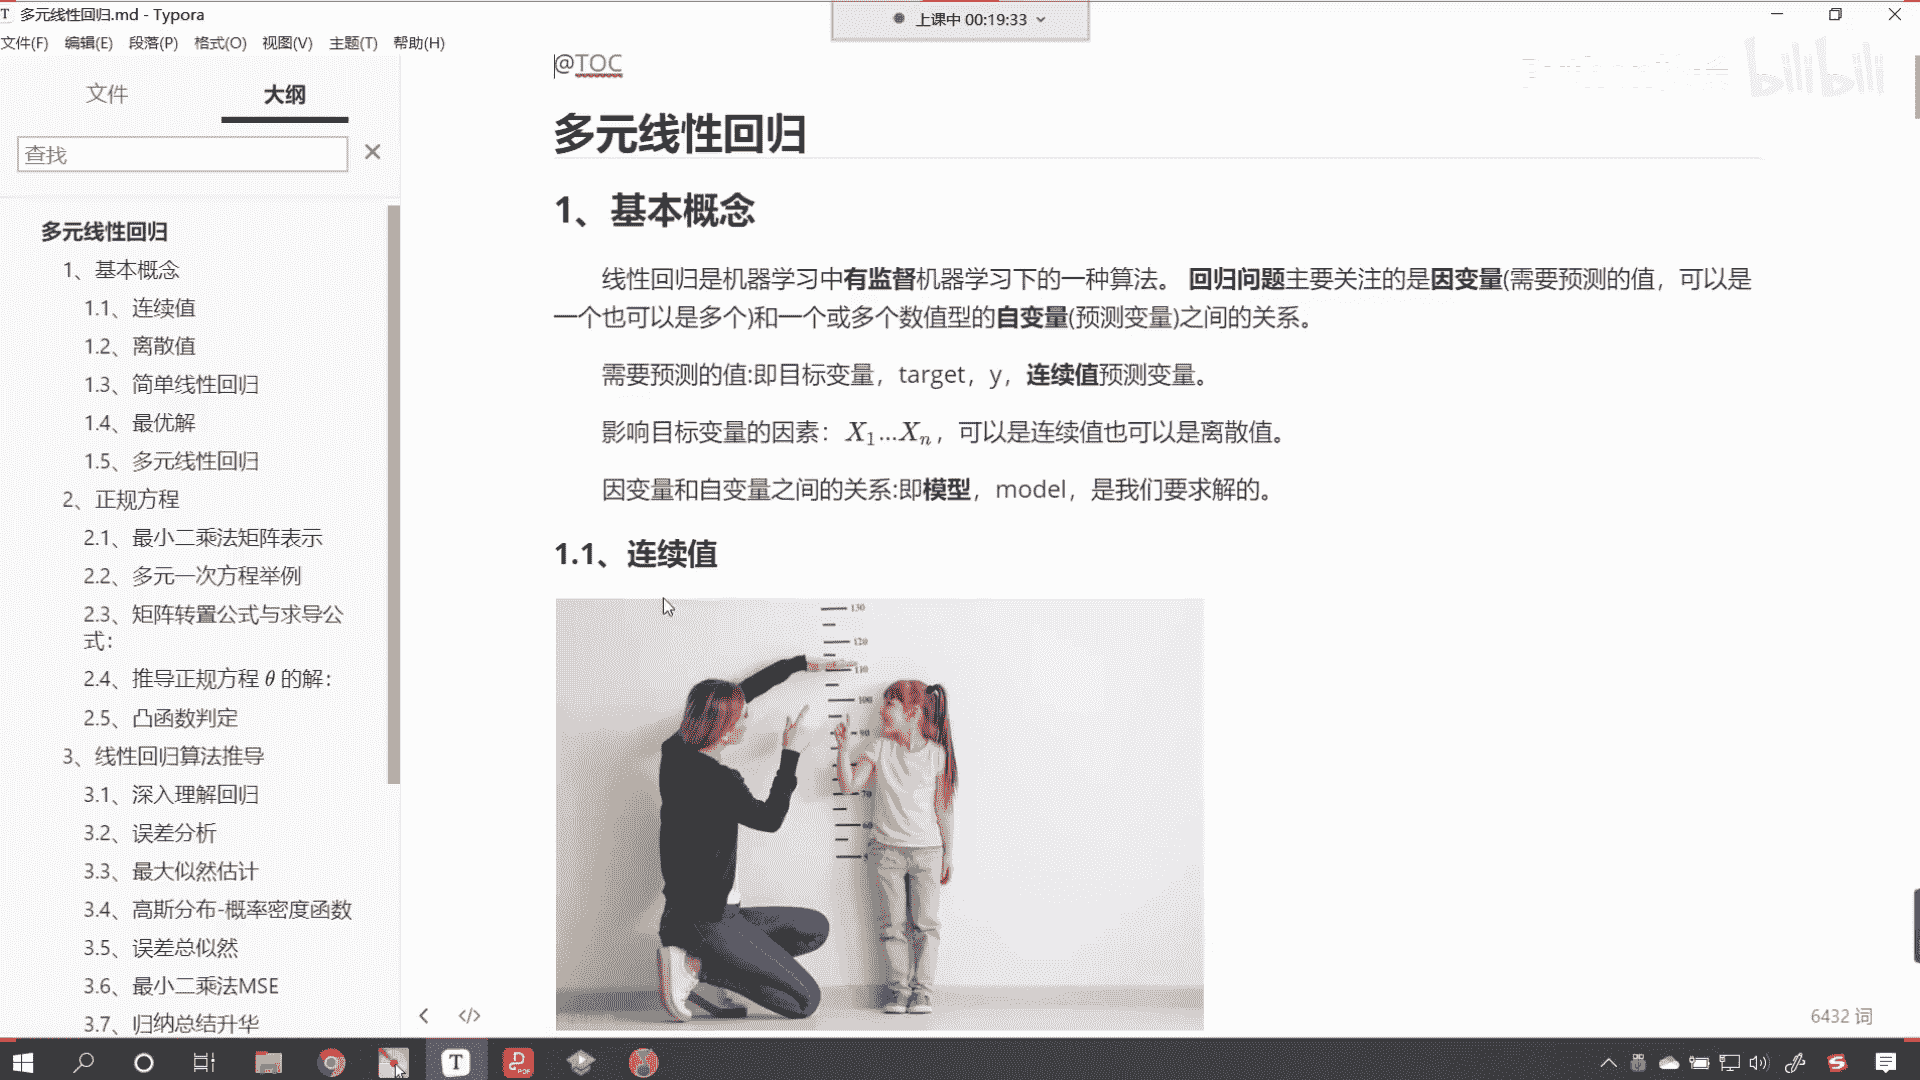 多元线性回归.md - Typora
上课中 00:19:33
文件(F) 编辑(E) 段落(P) 格式(O) 视图(V) 主题(T) 帮助(H)
文件 大纲
查找
多元线性回归
1、基本概念
1.1、连续值
1.2、离散值
1.3、简单线性回归
1.4、最优解
1.5、多元线性回归
2、正规方程
2.1、最小二乘法矩阵表示
2.2、多元一次方程举例
2.3、矩阵转置公式与求导公
式：
2.4、推导正规方程 θ 的解：
2.5、凸函数判定
3、线性回归算法推导
3.1、深入理解回归
3.2、误差分析
3.3、最大似然估计
3.4、高斯分布-概率密度函数
3.5、误差总似然
3.6、最小二乘法MSE
3.7、归纳总结升华
@TOC
bilibili
多元线性回归
1、基本概念
线性回归是机器学习中有监督机器学习下的一种算法。 回归问题主要关注的是因变量(需要预测的值，可以是
一个也可以是多个)和一个或多个数值型的自变量(预测变量)之间的关系。
需要预测的值:即目标变量，target，y，连续值预测变量。
影响目标变量的因素：X₁...Xₙ，可以是连续值也可以是离散值。
因变量和自变量之间的关系:即模型，model，是我们要求解的。
1.1、连续值
130
120
110
100
90
70
60
6432 词